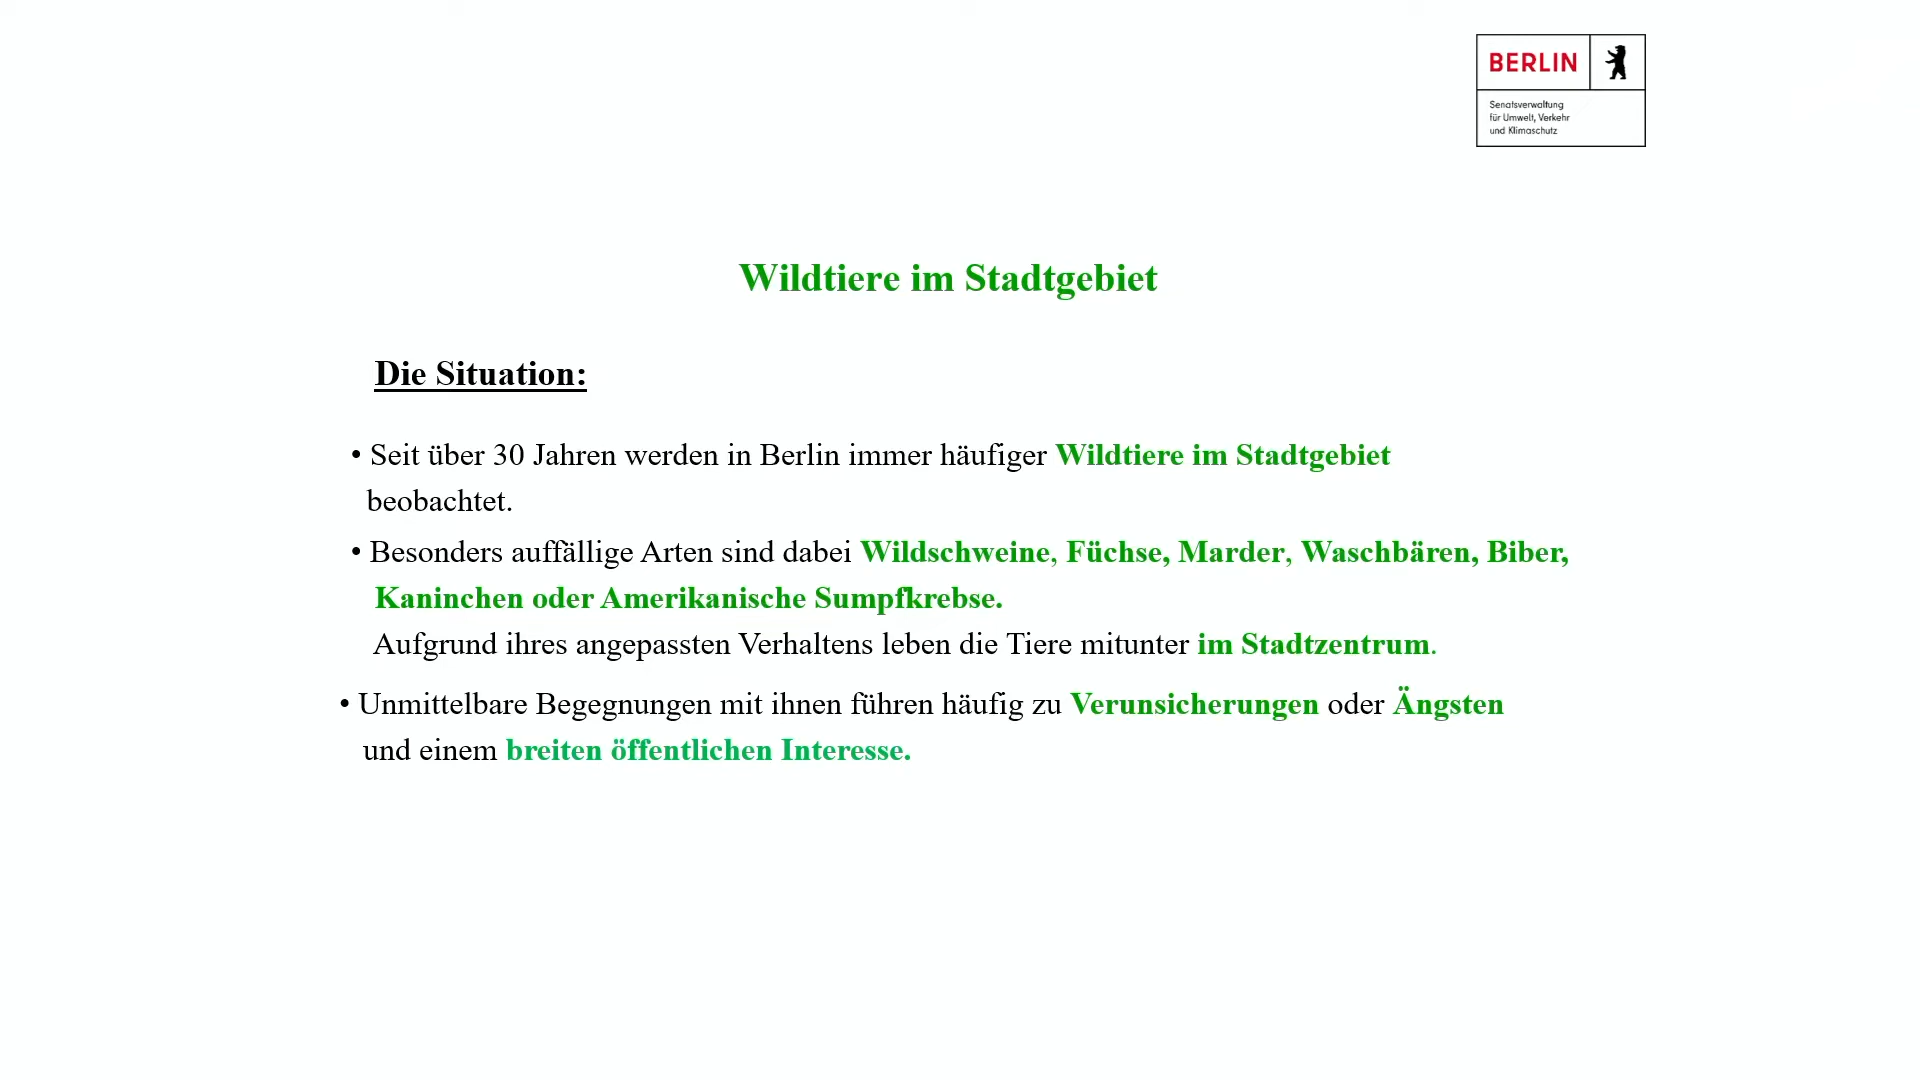 BERLIN
Senatsverwaltung
für Umwelt, Verkehr
und Klimaschutz
Wildtiere im Stadtgebiet
Die Situation:
• Seit über 30 Jahren werden in Berlin immer häufiger Wildtiere im Stadtgebiet
beobachtet.
• Besonders auffällige Arten sind dabei Wildschweine, Füchse, Marder, Waschbären, Biber,
Kaninchen oder Amerikanische Sumpfkrebse.
Aufgrund ihres angepassten Verhaltens leben die Tiere mitunter im Stadtzentrum.
• Unmittelbare Begegnungen mit ihnen führen häufig zu Verunsicherungen oder Ängsten
und einem breiten öffentlichen Interesse.